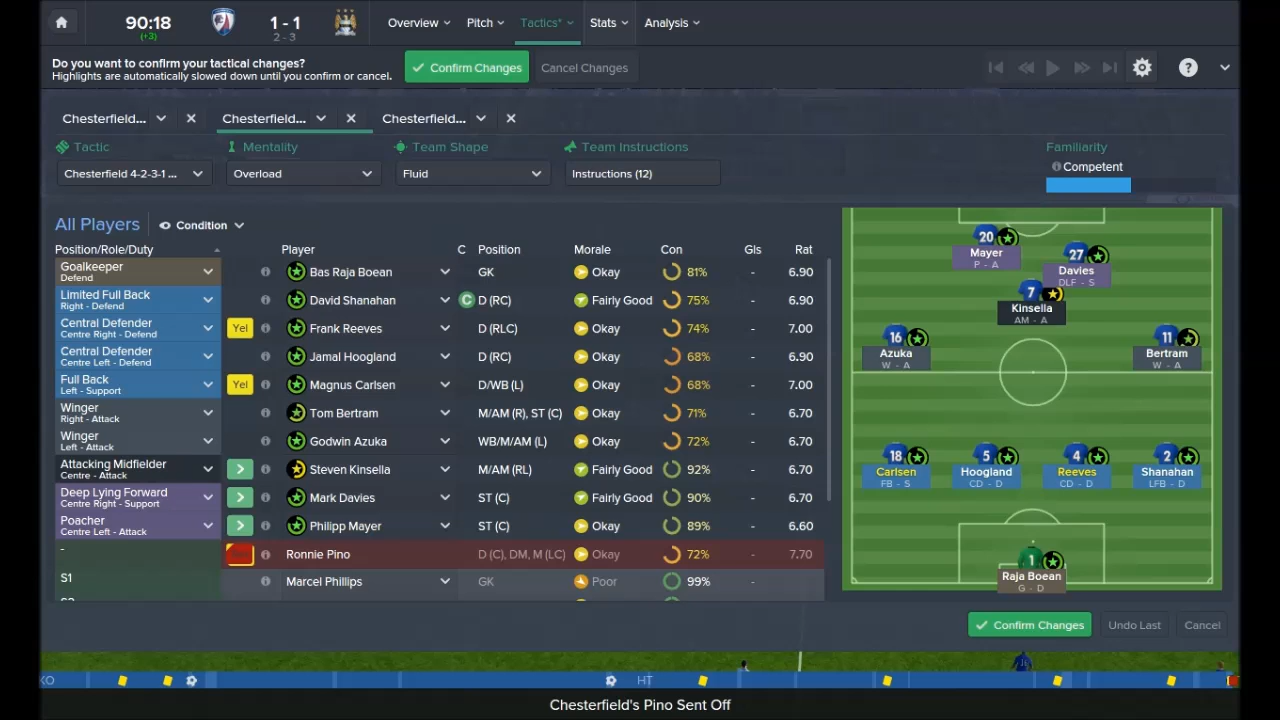 90:18
(+3)
1 - 1
2 - 3
Overview
Pitch
Tactics*
Stats
Analysis
Do you want to confirm your tactical changes?
Highlights are automatically slowed down until you confirm or cancel.
Confirm Changes
Cancel Changes
?
Chesterfield...
Chesterfield...
Chesterfield...
Tactic
Mentality
Team Shape
Team Instructions
Familiarity
Chesterfield 4-2-3-1 ...
Overload
Fluid
Instructions (12)
Competent
All Players
Condition
Position/Role/Duty
Player
C
Position
Morale
Con
Gls
Rat
Goalkeeper
Defend
Bas Raja Boean
GK
Okay
81%
-
6.90
Limited Full Back
Right - Defend
David Shanahan
C
D (RC)
Fairly Good
75%
-
6.90
Central Defender
Centre Right - Defend
Yel
Frank Reeves
D (RLC)
Okay
74%
-
7.00
Central Defender
Centre Left - Defend
Jamal Hoogland
D (RC)
Okay
68%
-
6.90
Full Back
Left - Support
Yel
Magnus Carlsen
D/WB (L)
Okay
68%
-
7.00
Winger
Right - Attack
Tom Bertram
M/AM (R), ST (C)
Okay
71%
-
6.70
Winger
Left - Attack
Godwin Azuka
WB/M/AM (L)
Okay
72%
-
6.70
Attacking Midfielder
Centre - Attack
Steven Kinsella
M/AM (RL)
Fairly Good
92%
-
6.70
Deep Lying Forward
Centre Right - Support
Mark Davies
ST (C)
Fairly Good
90%
-
6.70
Poacher
Centre Left - Attack
Philipp Mayer
ST (C)
Okay
89%
-
6.60
-
Ronnie Pino
D (C), DM, M (LC)
Okay
72%
-
7.70
S1
Marcel Phillips
GK
Poor
99%
-
20
Mayer
P - A
27
Davies
DLF - S
7
Kinsella
AM - A
16
Azuka
W - A
11
Bertram
W - A
18
Carlsen
FB - S
5
Hoogland
CD - D
4
Reeves
CD - D
2
Shanahan
LFB - D
1
Raja Boean
G - D
Confirm Changes
Undo Last
Cancel
KO
HT
Chesterfield's Pino Sent Off